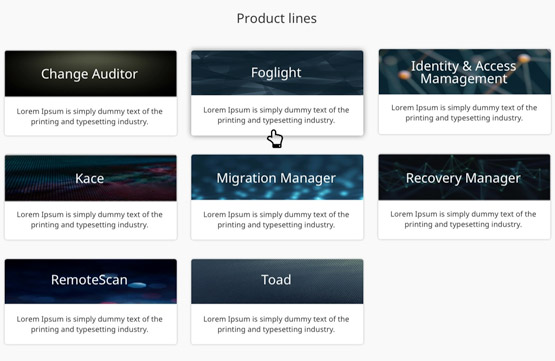 Product lines
Change Auditor
Lorem Ipsum is simply dummy text of the
printing and typesetting industry.
Foglight
Lorem Ipsum is simply dummy text of the
printing and typesetting industry.
Identity & Access
Management
Lorem Ipsum is simply dummy text of the
printing and typesetting industry.
Kace
Lorem Ipsum is simply dummy text of the
printing and typesetting industry.
Migration Manager
Lorem Ipsum is simply dummy text of the
printing and typesetting industry.
Recovery Manager
Lorem Ipsum is simply dummy text of the
printing and typesetting industry.
RemoteScan
Lorem Ipsum is simply dummy text of the
printing and typesetting industry.
Toad
Lorem Ipsum is simply dummy text of the
printing and typesetting industry.